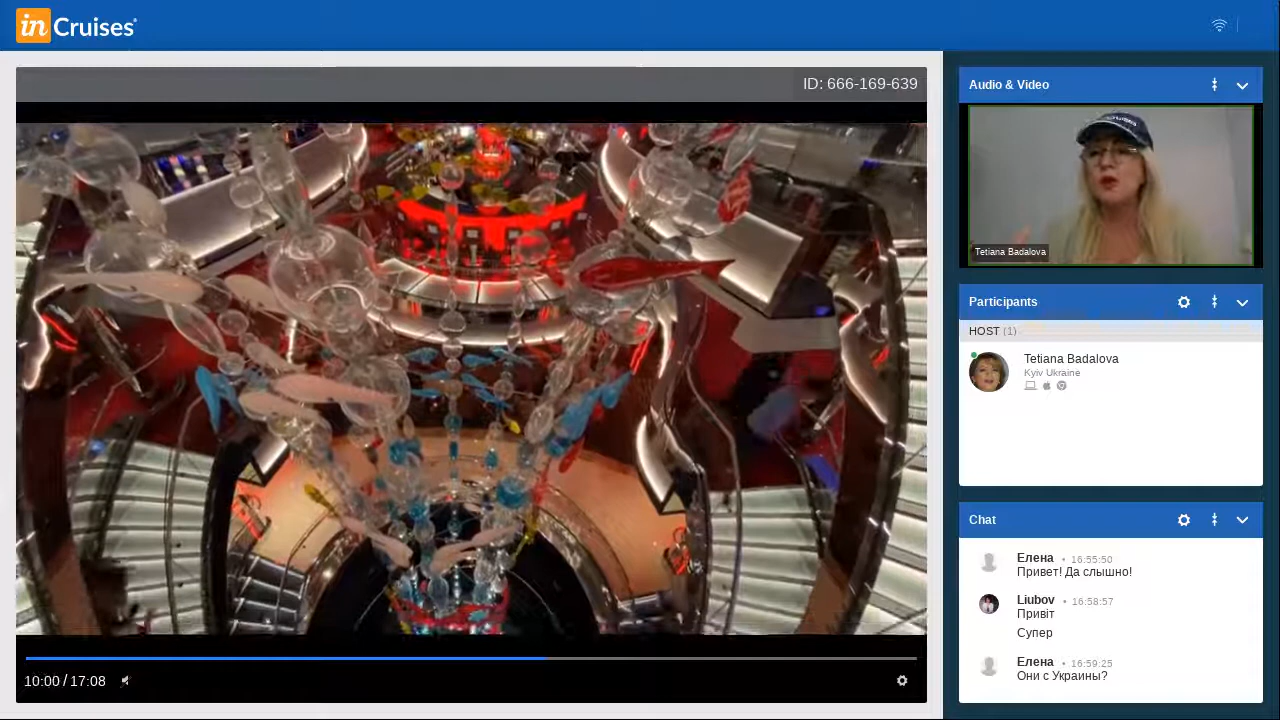 in Cruises®
ID: 666-169-639
10:00 / 17:08
Audio & Video
Tetiana Badalova
Participants
HOST (1)
Tetiana Badalova
Kyiv Ukraine
Chat
Елена • 16:55:50
Привет! Да слышно!
Liubov • 16:58:57
Привіт
Супер
Елена • 16:59:25
Они с Украины?